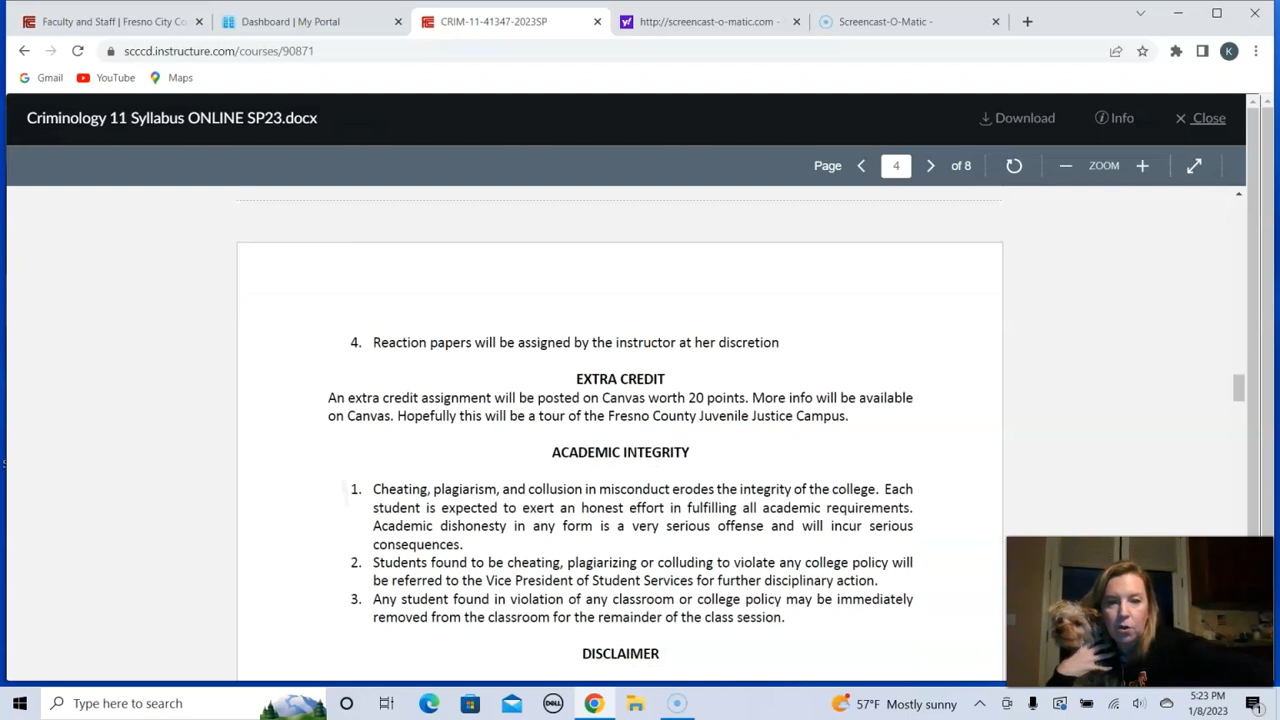 Faculty and Staff | Fresno City Co
Dashboard | My Portal
CRIM-11-41347-2023SP
http://screencast-o-matic.com -
Screencast-O-Matic -
scccd.instructure.com/courses/90871
K
Gmail
YouTube
Maps
Criminology 11 Syllabus ONLINE SP23.docx
Download
Info
Close
Page 4 of 8
ZOOM
4. Reaction papers will be assigned by the instructor at her discretion
EXTRA CREDIT
An extra credit assignment will be posted on Canvas worth 20 points. More info will be available
on Canvas. Hopefully this will be a tour of the Fresno County Juvenile Justice Campus.
ACADEMIC INTEGRITY
1. Cheating, plagiarism, and collusion in misconduct erodes the integrity of the college. Each
student is expected to exert an honest effort in fulfilling all academic requirements.
Academic dishonesty in any form is a very serious offense and will incur serious
consequences.
2. Students found to be cheating, plagiarizing or colluding to violate any college policy will
be referred to the Vice President of Student Services for further disciplinary action.
3. Any student found in violation of any classroom or college policy may be immediately
removed from the classroom for the remainder of the class session.
DISCLAIMER
Type here to search
DELL
57°F Mostly sunny
5:23 PM
1/8/2023
1